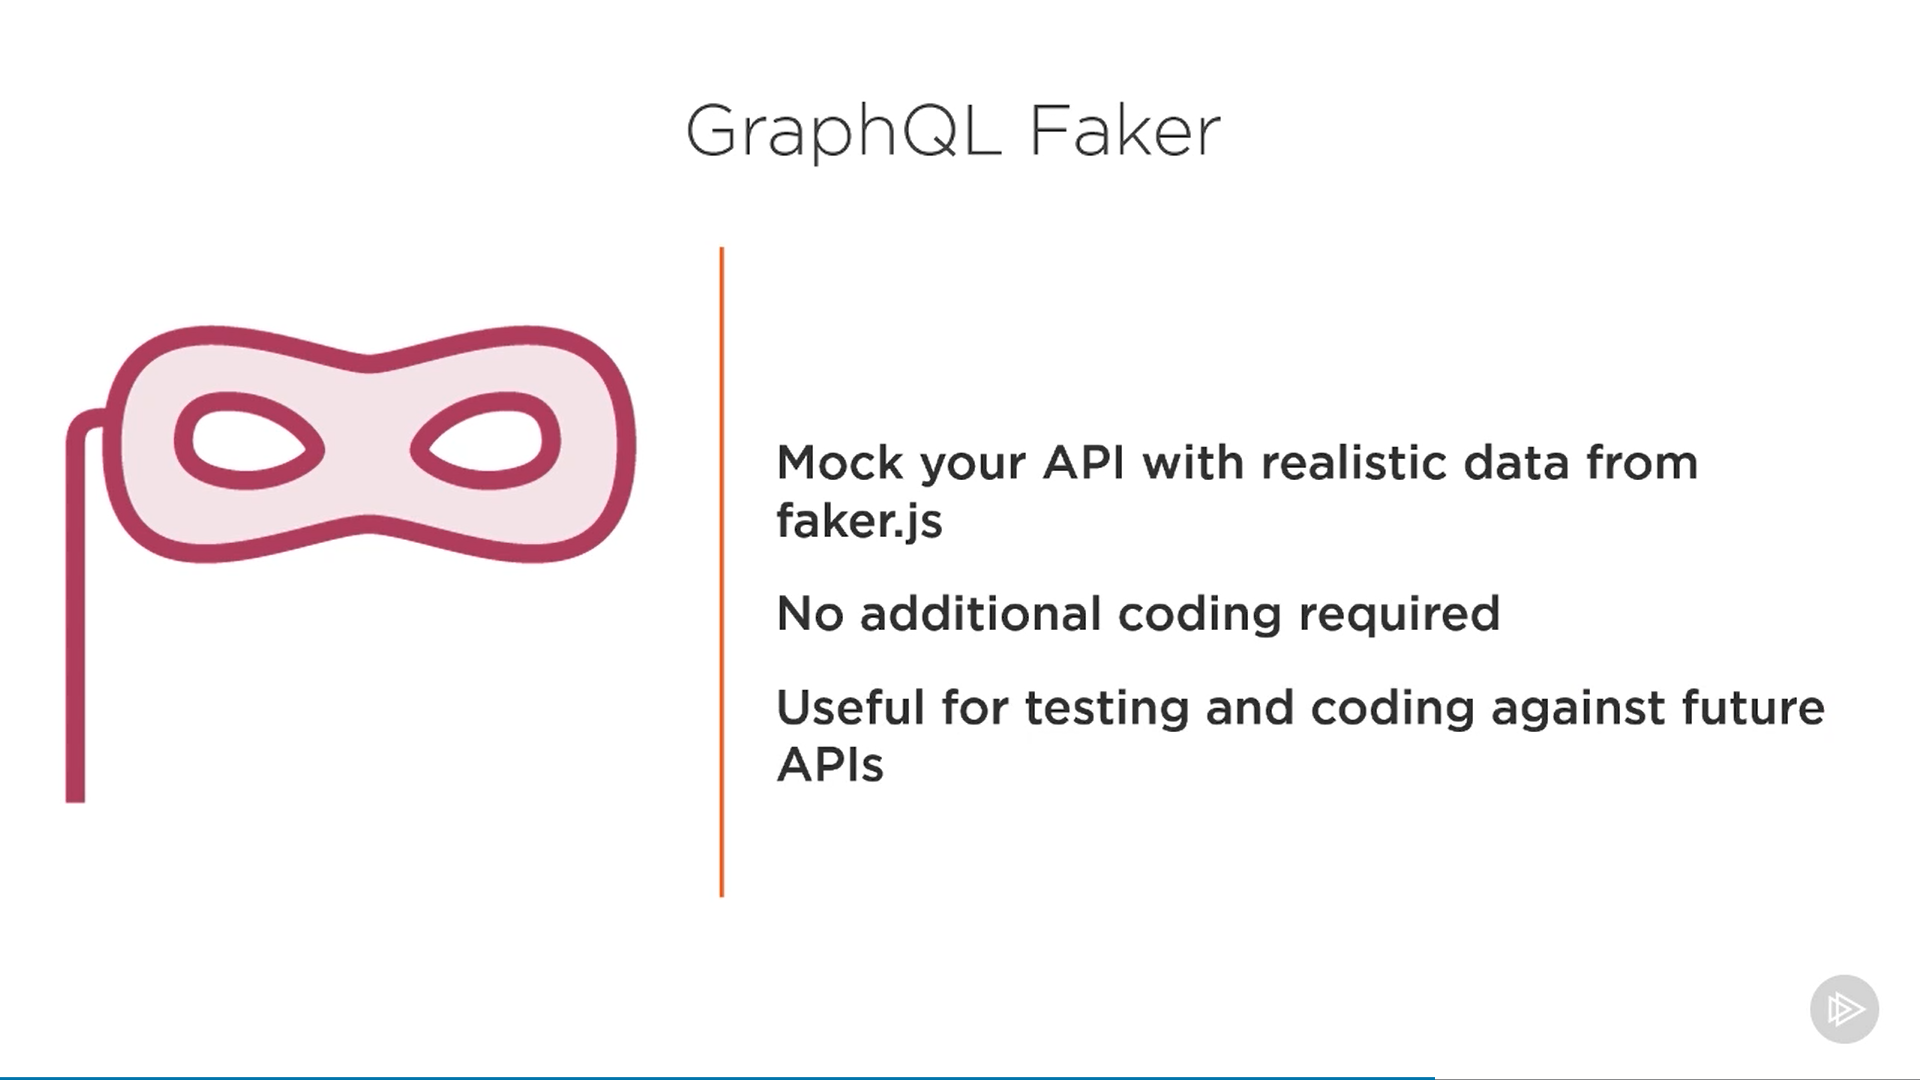 GraphQL Faker
Mock your API with realistic data from
faker.js
No additional coding required
Useful for testing and coding against future
APIs